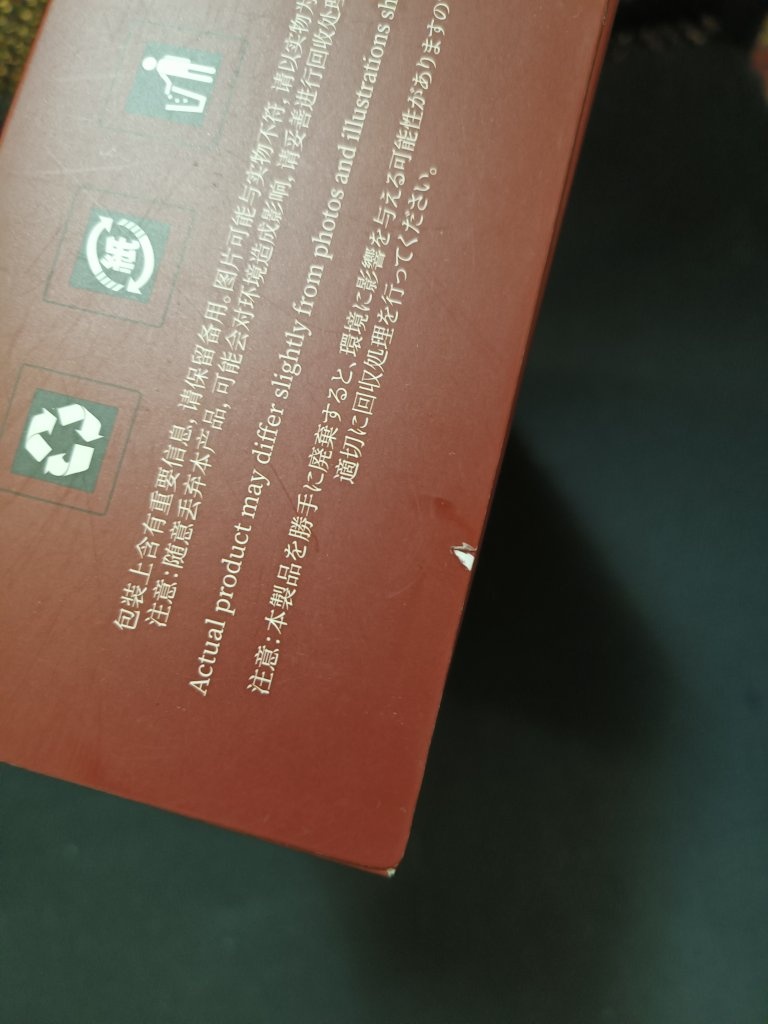 紙
包装上含有重要信息,请保留备用。图片可能与实物不符,请以实物为
注意:随意丢弃本产品,可能会对环境造成影响,请妥善进行回收处理
Actual product may differ slightly from photos and illustrations sh
注意:本製品を勝手に廃棄すると、環境に影響を与える可能性がありますの
適切に回収処理を行ってください。